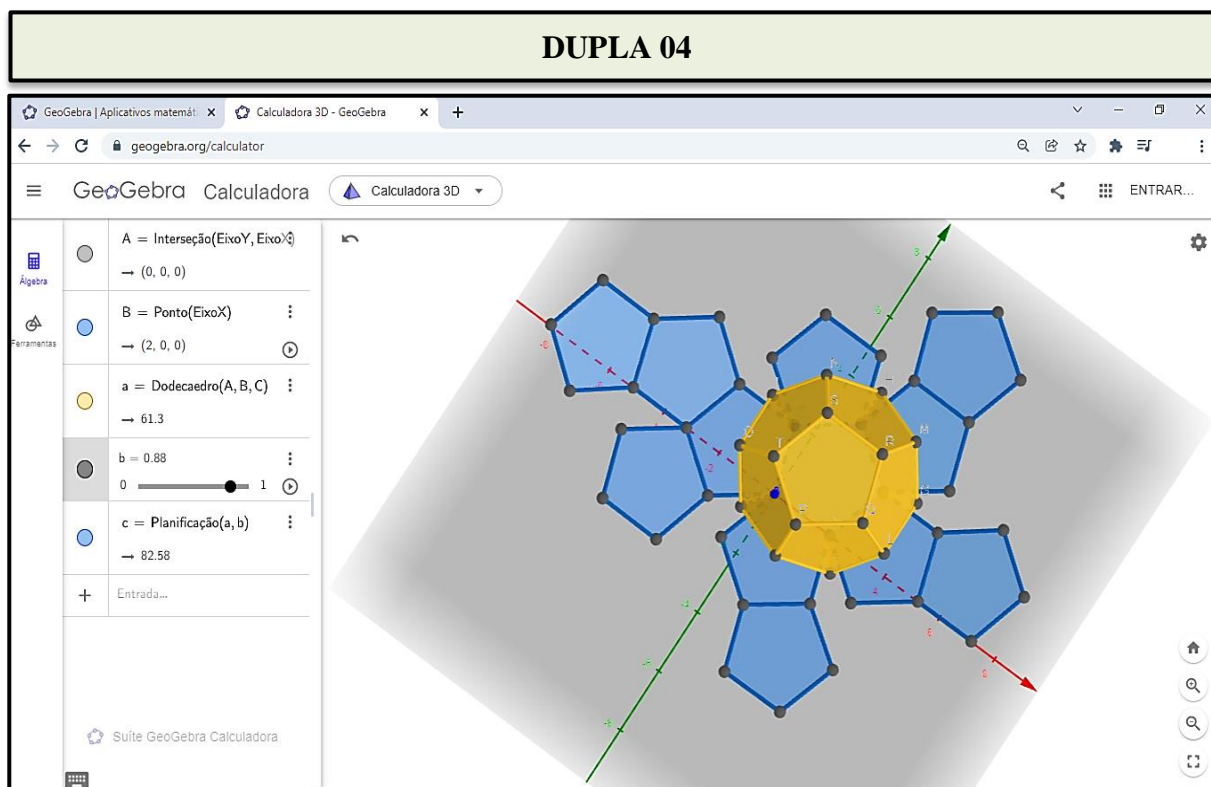 DUPLA 04
GeoGebra | Aplicativos matemáti
Calculadora 3D - GeoGebra
geogebra.org/calculator
GeoGebra Calculadora
Calculadora 3D
ENTRAR...
Álgebra
Ferramentas
A = Interseção(EixoY, EixoX)
→ (0, 0, 0)
B = Ponto(EixoX)
→ (2, 0, 0)
a = Dodecaedro(A, B, C)
→ 61.3
b = 0.88
0 1
c = Planificação(a, b)
→ 82.58
+ Entrada...
Suíte GeoGebra Calculadora